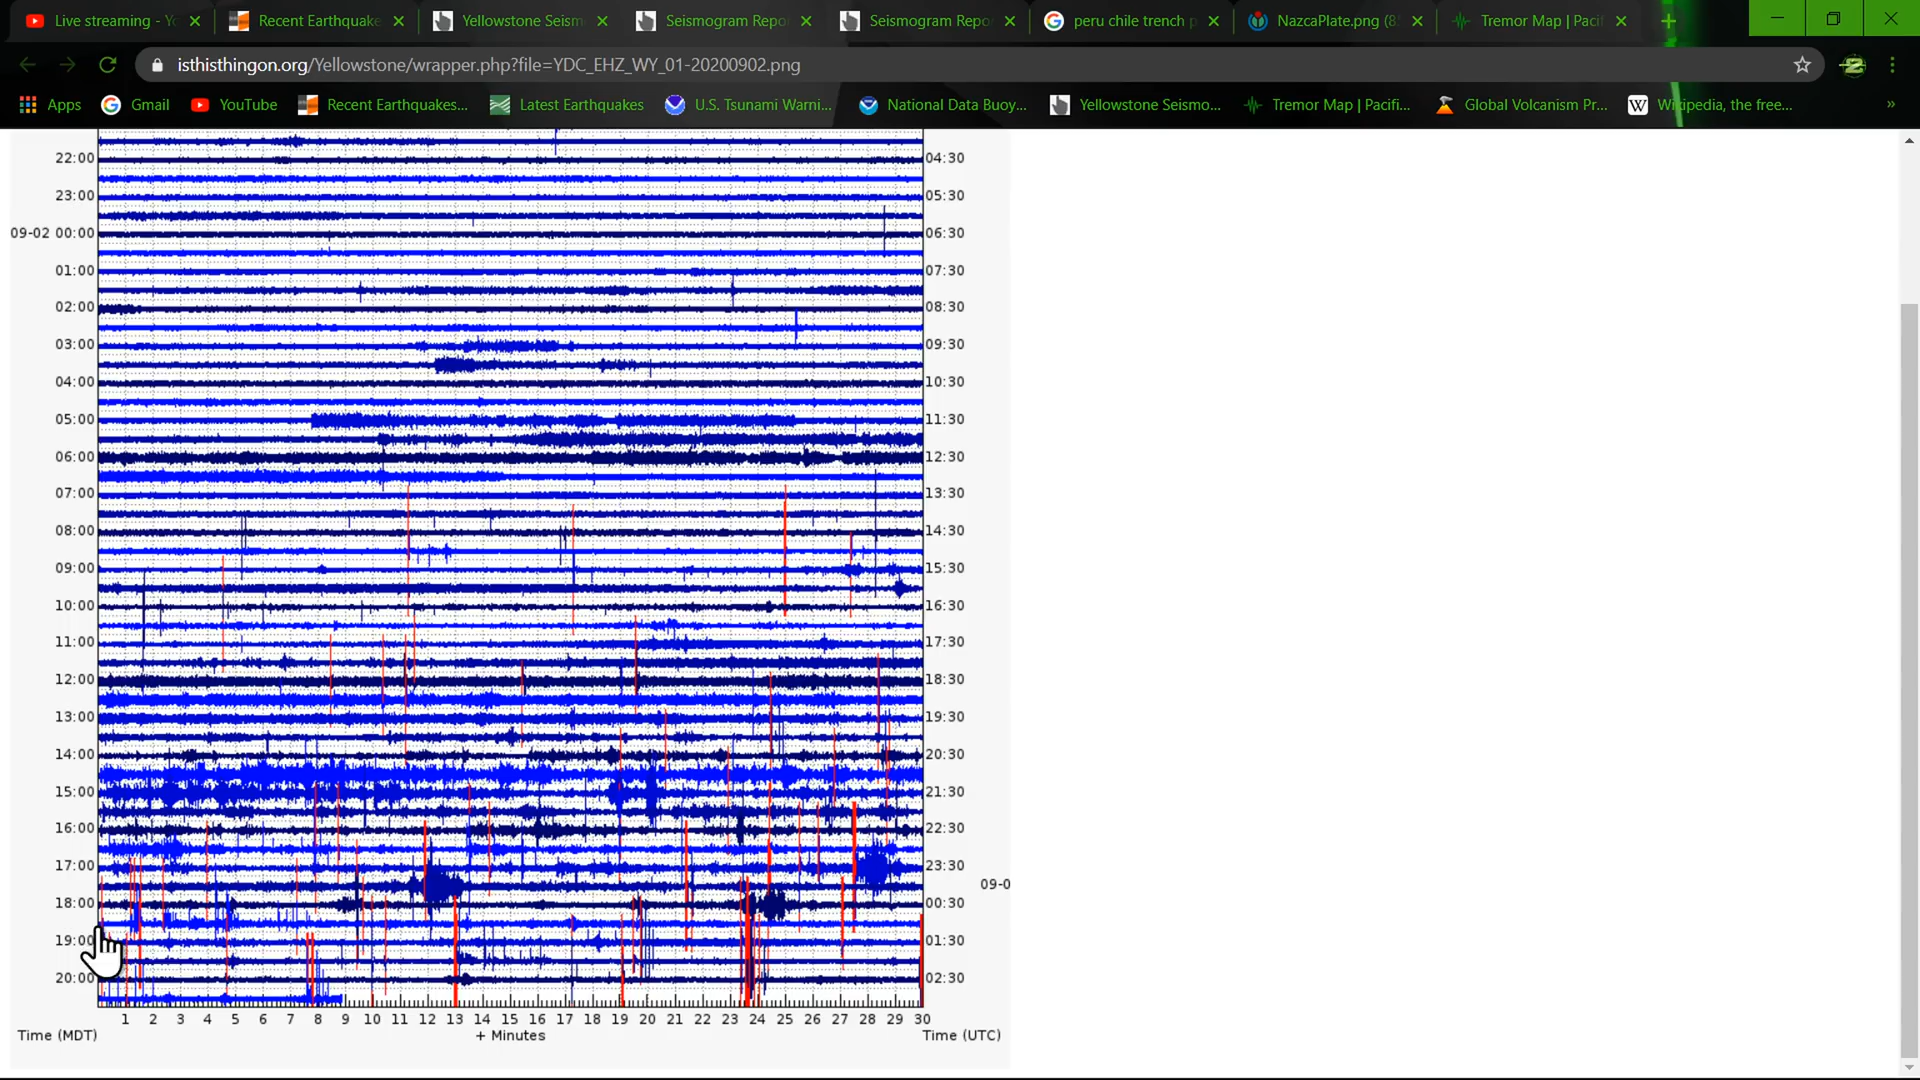 Live streaming - Yo
Recent Earthquake
Yellowstone Seism
Seismogram Repo
Seismogram Repo
peru chile trench p
NazcaPlate.png (8
Tremor Map | Pacif
isthisthingon.org/Yellowstone/wrapper.php?file=YDC_EHZ_WY_01-20200902.png
Apps
Gmail
YouTube
Recent Earthquakes...
Latest Earthquakes
U.S. Tsunami Warni...
National Data Buoy...
Yellowstone Seismo...
Tremor Map | Pacifi...
Global Volcanism Pr...
W
Wikipedia, the free...
»
22:00 04:30
23:00 05:30
09-02 00:00 06:30
01:00 07:30
02:00 08:30
03:00 09:30
04:00 10:30
05:00 11:30
06:00 12:30
07:00 13:30
08:00 14:30
09:00 15:30
10:00 16:30
11:00 17:30
12:00 18:30
13:00 19:30
14:00 20:30
15:00 21:30
16:00 22:30
17:00 23:30
09-0
18:00 00:30
19:00 01:30
20:00 02:30
1 2 3 4 5 6 7 8 9 10 11 12 13 14 15 16 17 18 19 20 21 22 23 24 25 26 27 28 29 30
Time (MDT) + Minutes Time (UTC)